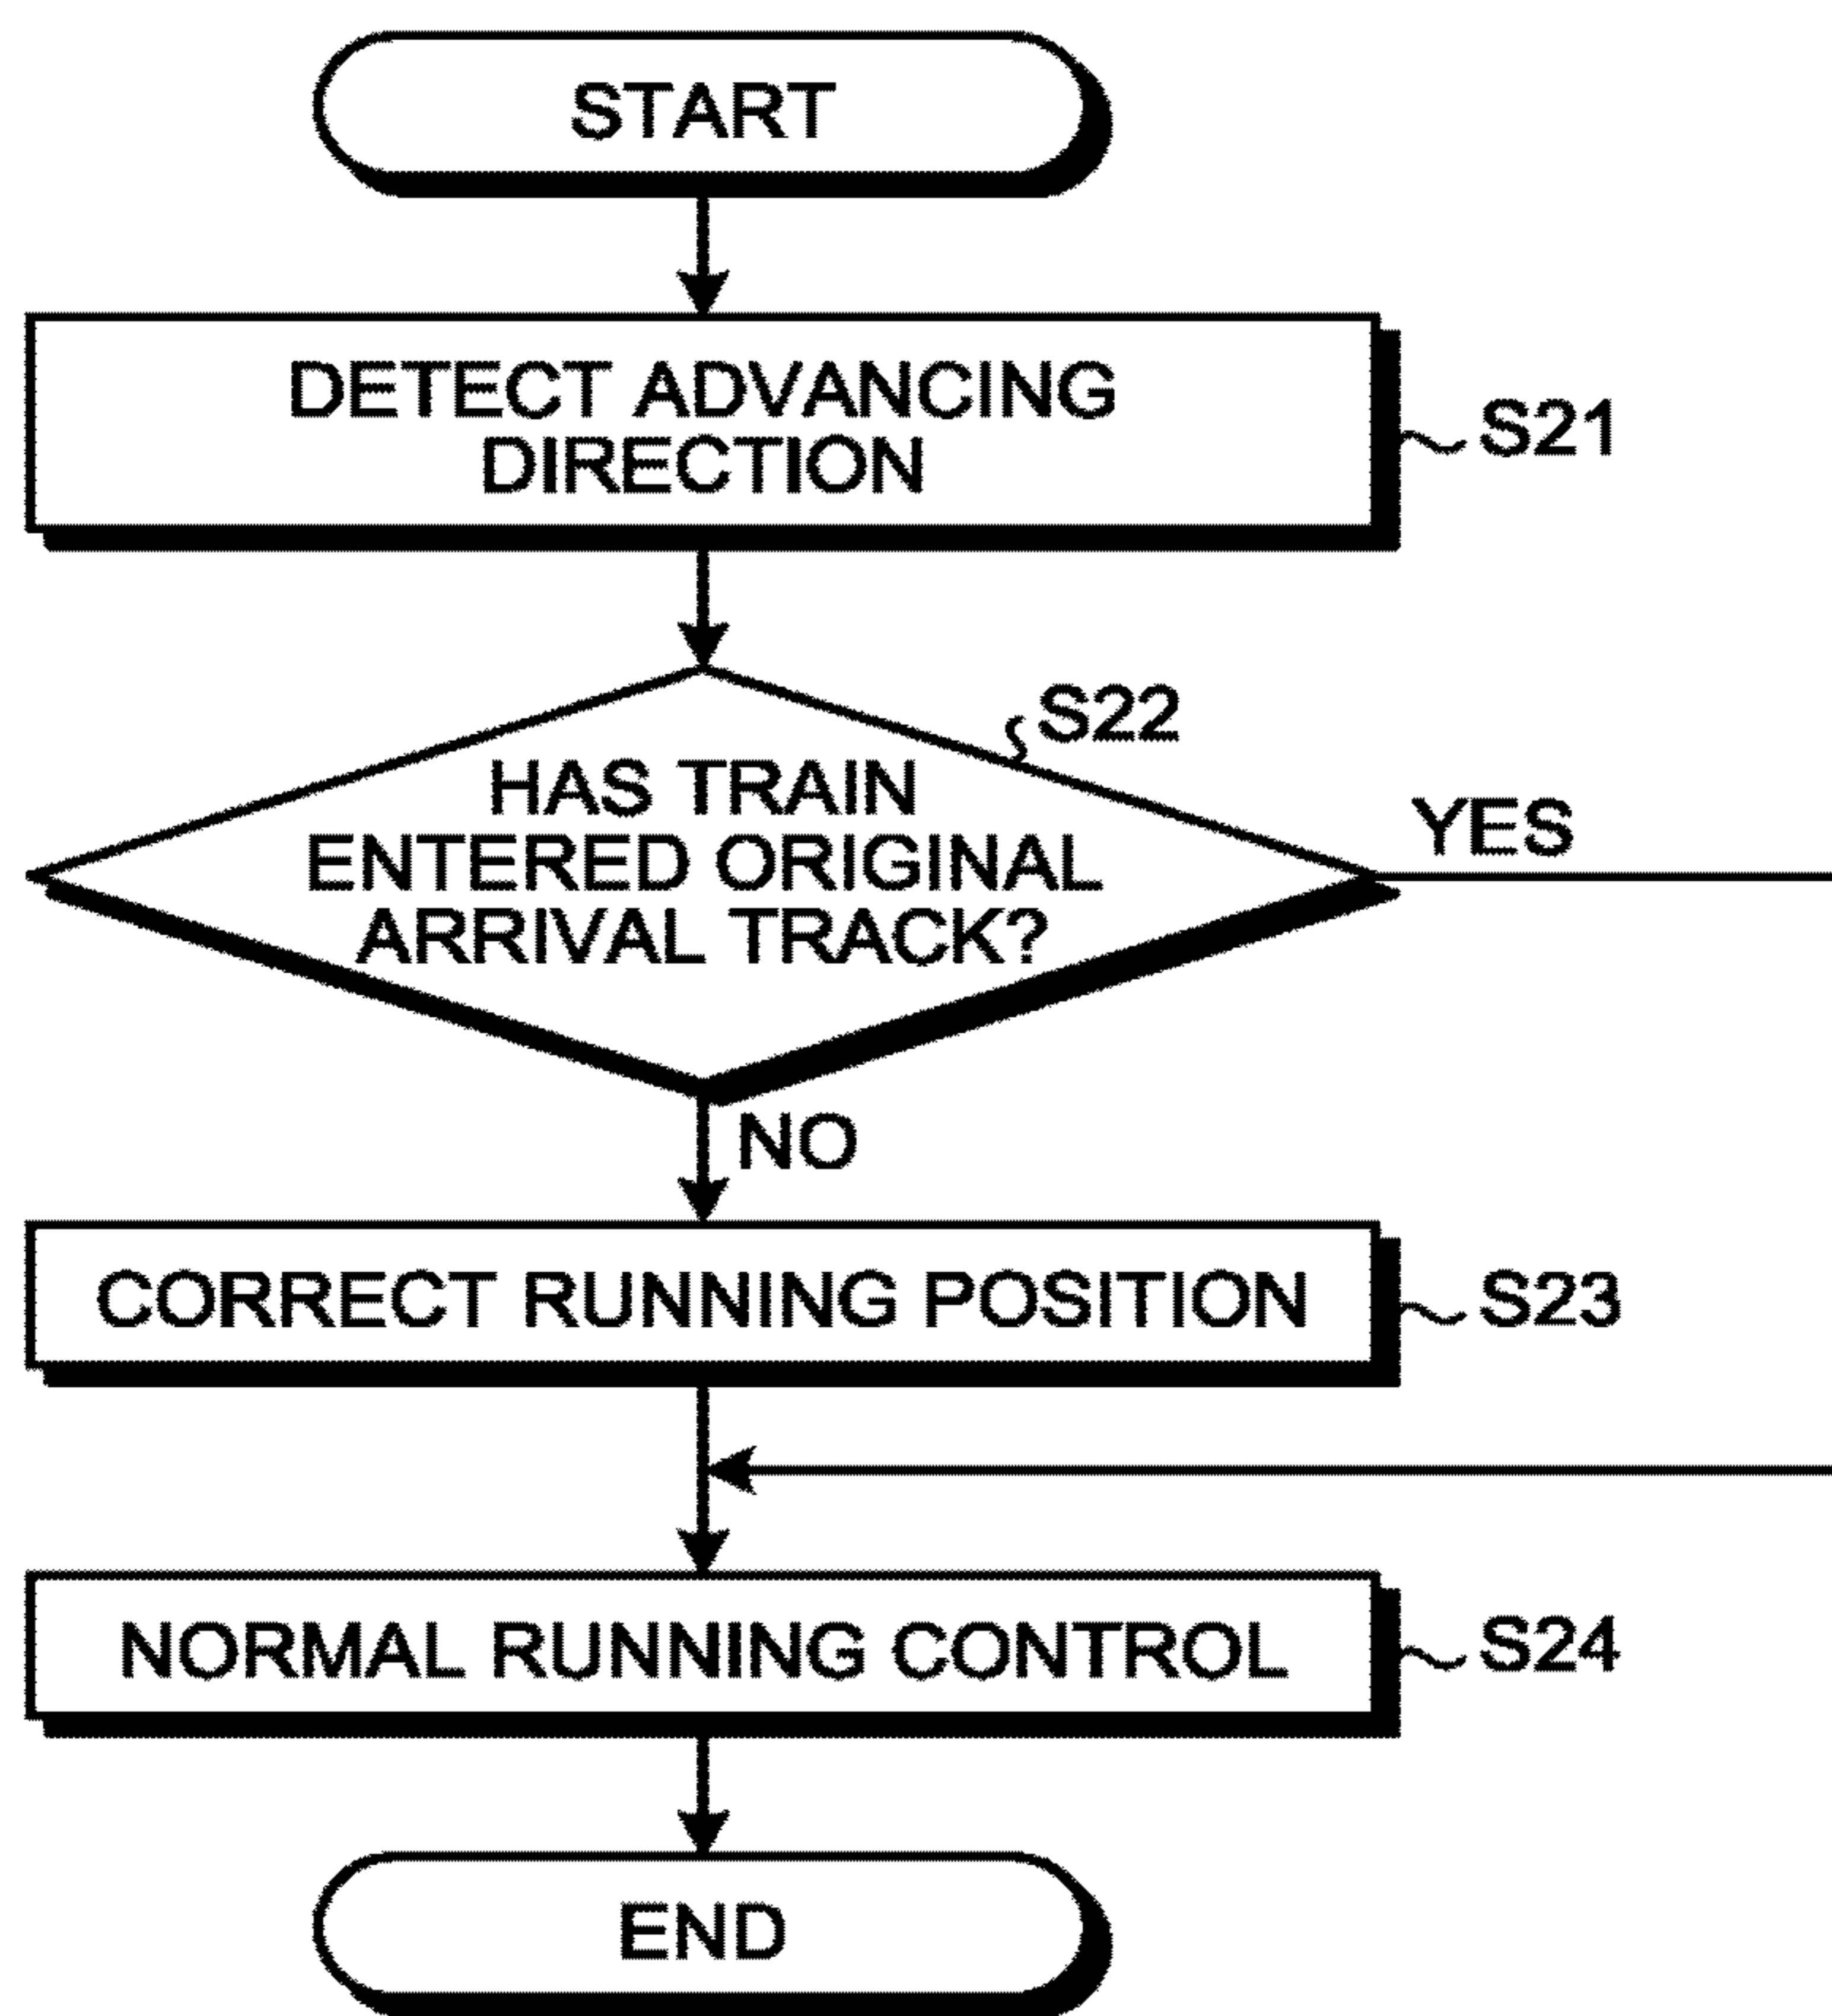 START
DETECT ADVANCING
DIRECTION
S21
S22
HAS TRAIN
ENTERED ORIGINAL
ARRIVAL TRACK?
YES
NO
CORRECT RUNNING POSITION
S23
NORMAL RUNNING CONTROL
S24
END